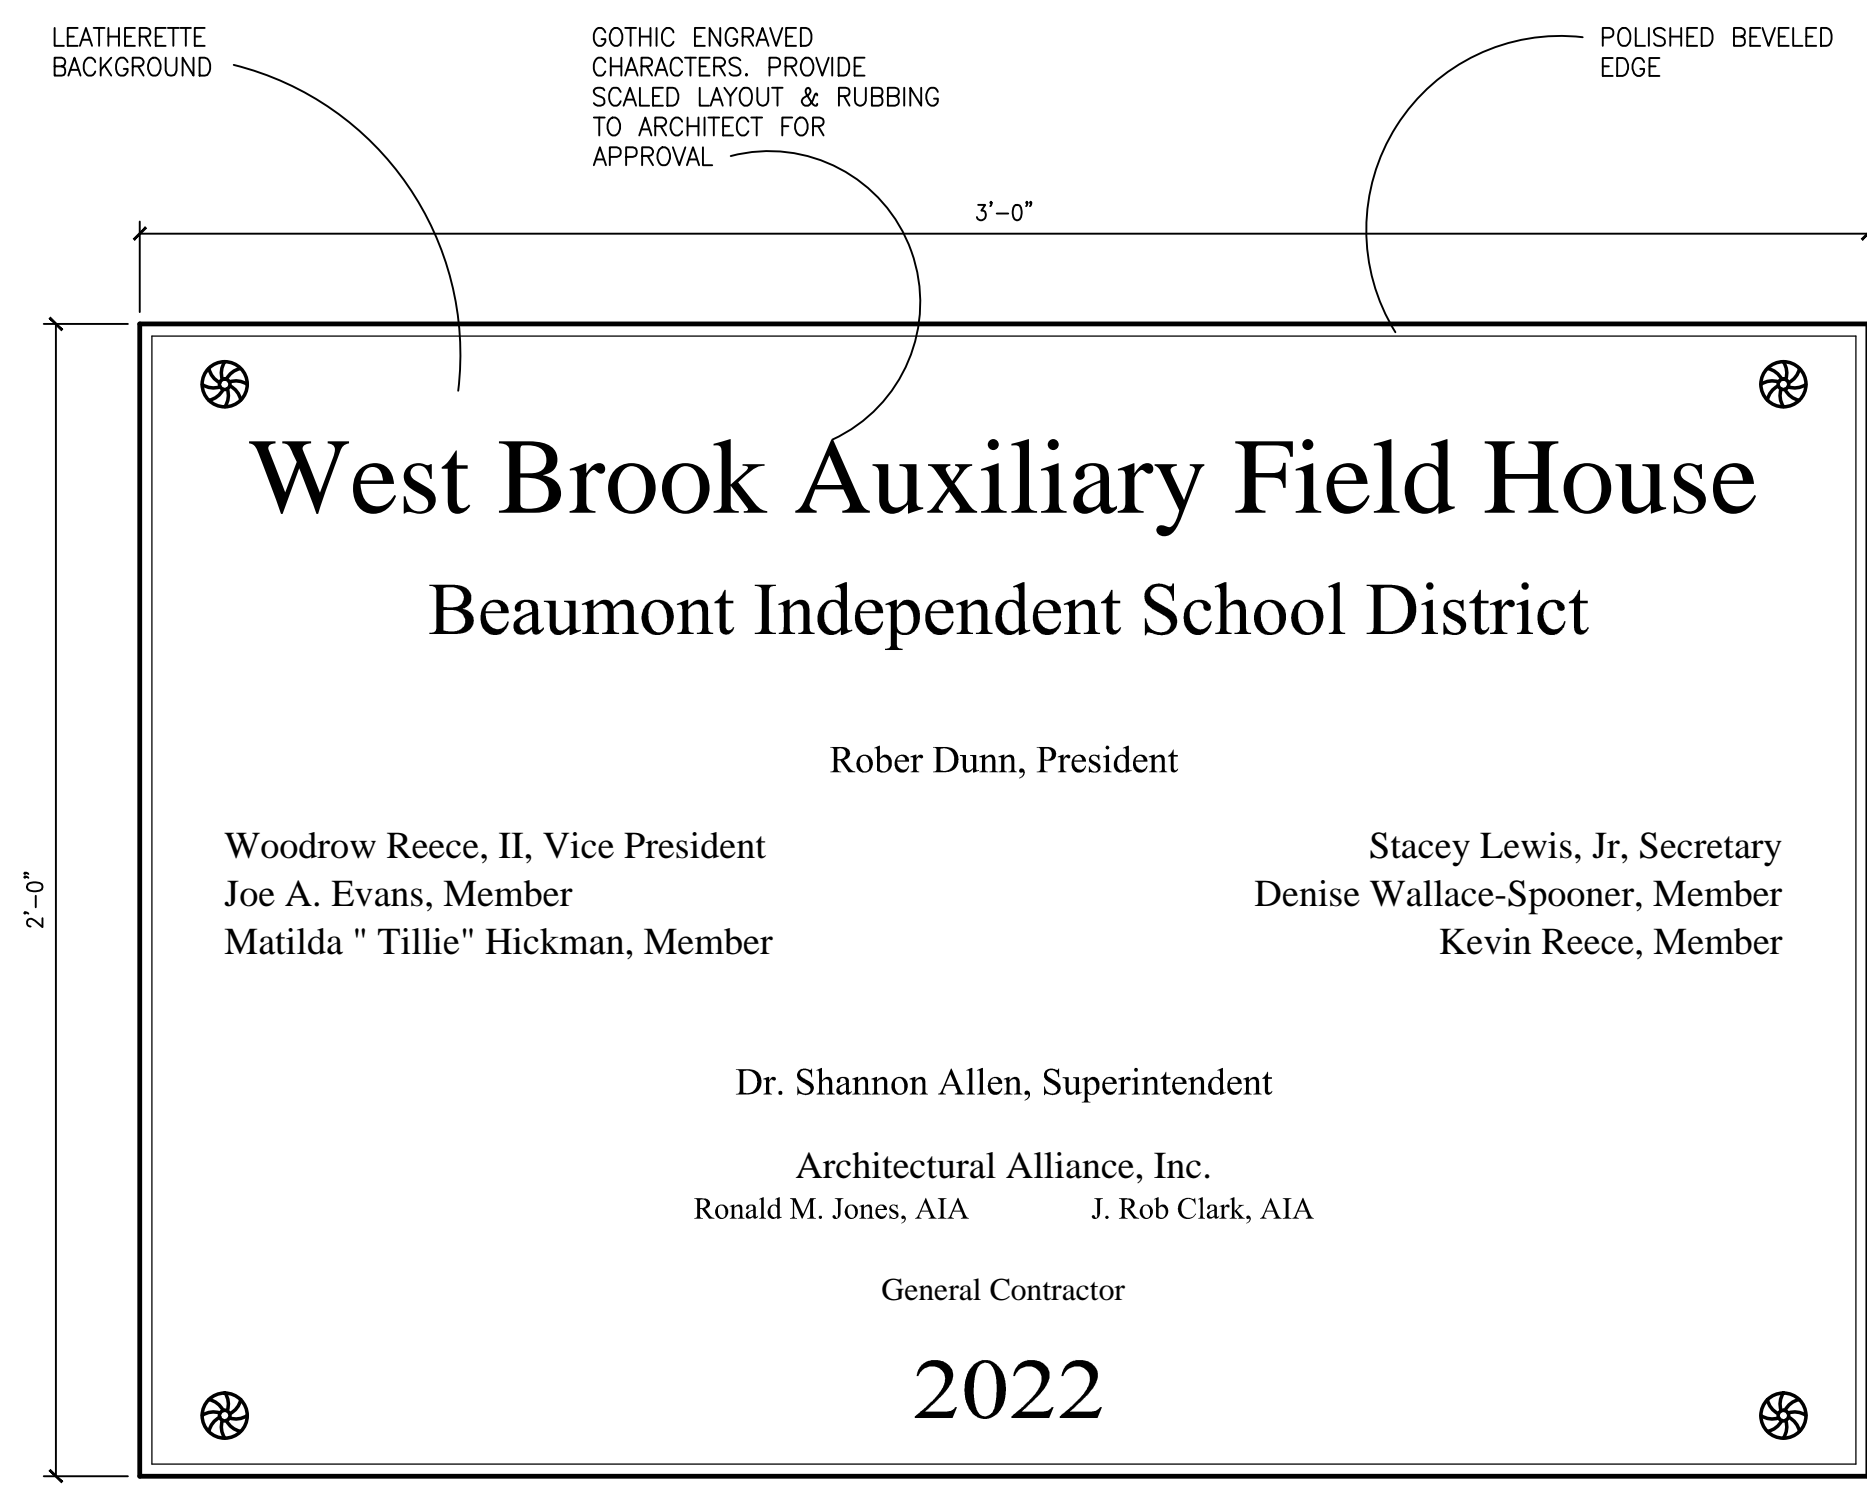 LEATHERETTE
BACKGROUND
GOTHIC ENGRAVED
CHARACTERS. PROVIDE
SCALED LAYOUT & RUBBING
TO ARCHITECT FOR
APPROVAL
POLISHED BEVELED
EDGE
3'-0"
2'-0"
West Brook Auxiliary Field House
Beaumont Independent School District
Rober Dunn, President
Woodrow Reece, II, Vice President
Stacey Lewis, Jr, Secretary
Joe A. Evans, Member
Denise Wallace-Spooner, Member
Matilda " Tillie" Hickman, Member
Kevin Reece, Member
Dr. Shannon Allen, Superintendent
Architectural Alliance, Inc.
Ronald M. Jones, AIA
J. Rob Clark, AIA
General Contractor
2022